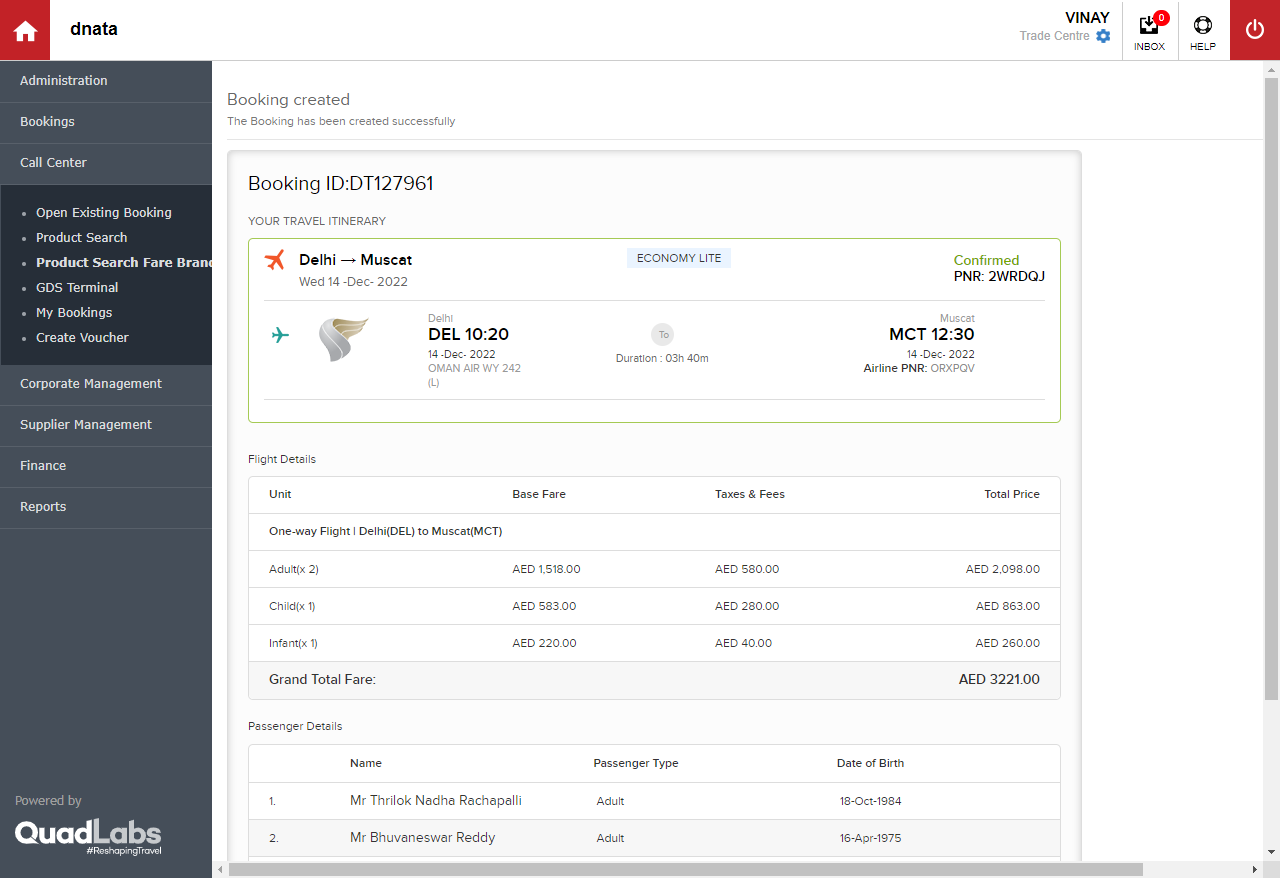 dnata
VINAY
Trade Centre
0
INBOX
HELP
Administration
Bookings
Call Center
Open Existing Booking
Product Search
Product Search Fare Bran
GDS Terminal
My Bookings
Create Voucher
Corporate Management
Supplier Management
Finance
Reports
Powered by
QuadLabs
#ReshapingTravel
Booking created
The Booking has been created successfully
Booking ID:DT127961
YOUR TRAVEL ITINERARY
Delhi → Muscat
ECONOMY LITE
Confirmed
Wed 14 -Dec- 2022
PNR: 2WRDQJ
Delhi
DEL 10:20
14 -Dec- 2022
OMAN AIR WY 242
(L)
To
Duration : 03h 40m
Muscat
MCT 12:30
14 -Dec- 2022
Airline PNR: ORXPQV
Flight Details
Unit Base Fare Taxes & Fees Total Price
One-way Flight | Delhi(DEL) to Muscat(MCT)
Adult(x 2) AED 1,518.00 AED 580.00 AED 2,098.00
Child(x 1) AED 583.00 AED 280.00 AED 863.00
Infant(x 1) AED 220.00 AED 40.00 AED 260.00
Grand Total Fare: AED 3221.00
Passenger Details
Name Passenger Type Date of Birth
1. Mr Thrilok Nadha Rachapalli Adult 18-Oct-1984
2. Mr Bhuvaneswar Reddy Adult 16-Apr-1975